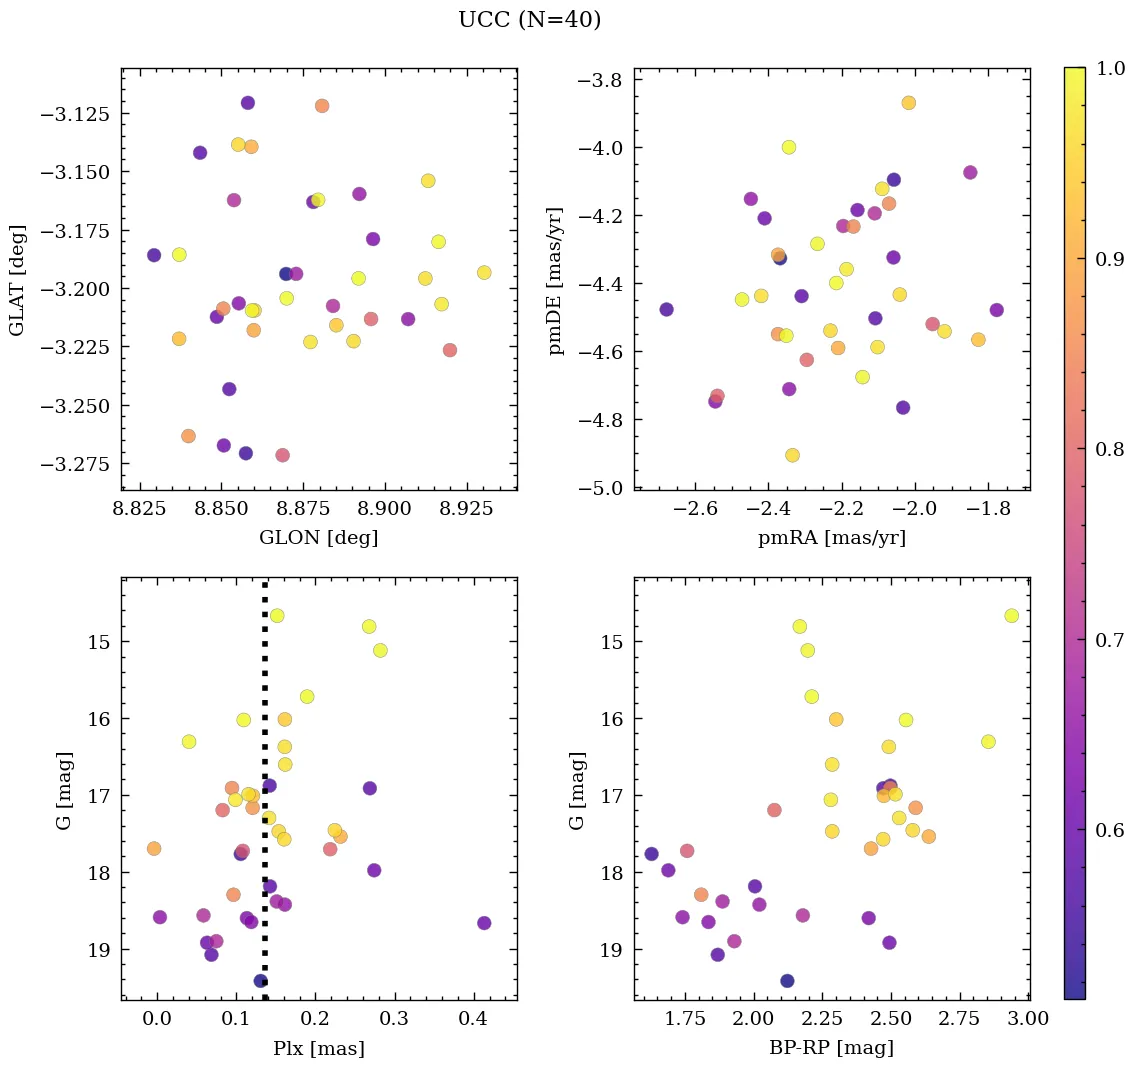 UCC (N=40)
−3.125
−3.150
−3.175
−3.200
−3.225
−3.250
−3.275
GLAT [deg]
8.825 8.850 8.875 8.900 8.925
GLON [deg]
−3.8
−4.0
−4.2
−4.4
−4.6
−4.8
−5.0
pmDE [mas/yr]
−2.6 −2.4 −2.2 −2.0 −1.8
pmRA [mas/yr]
15
16
17
18
19
G [mag]
0.0 0.1 0.2 0.3 0.4
Plx [mas]
15
16
17
18
19
G [mag]
1.75 2.00 2.25 2.50 2.75 3.00
BP-RP [mag]
1.0
0.9
0.8
0.7
0.6